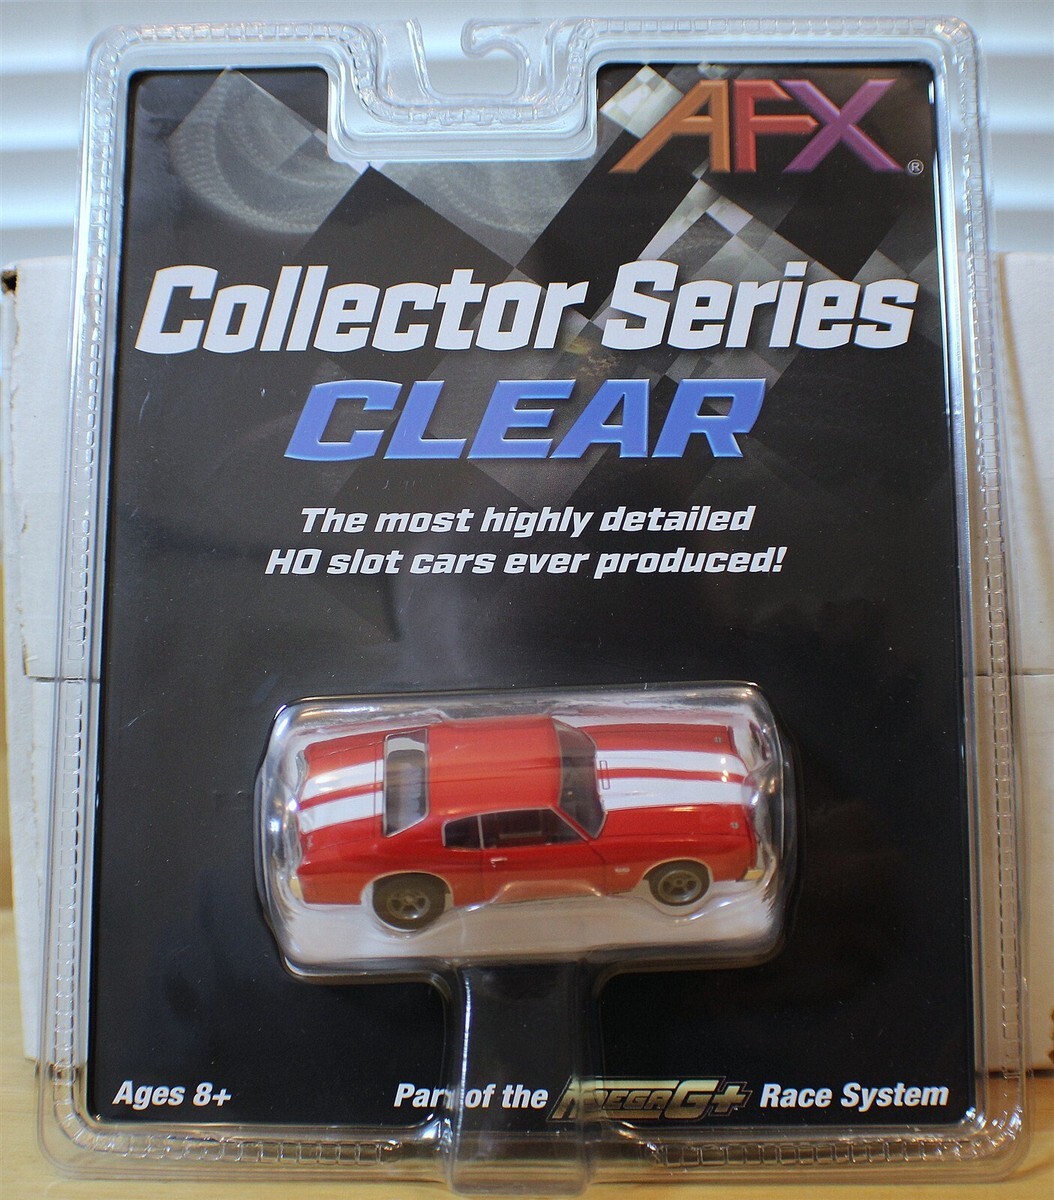 AFX®
Collector Series
CLEAR
The most highly detailed
HO slot cars ever produced!
Ages 8+
Part of the MEGAG+ Race System